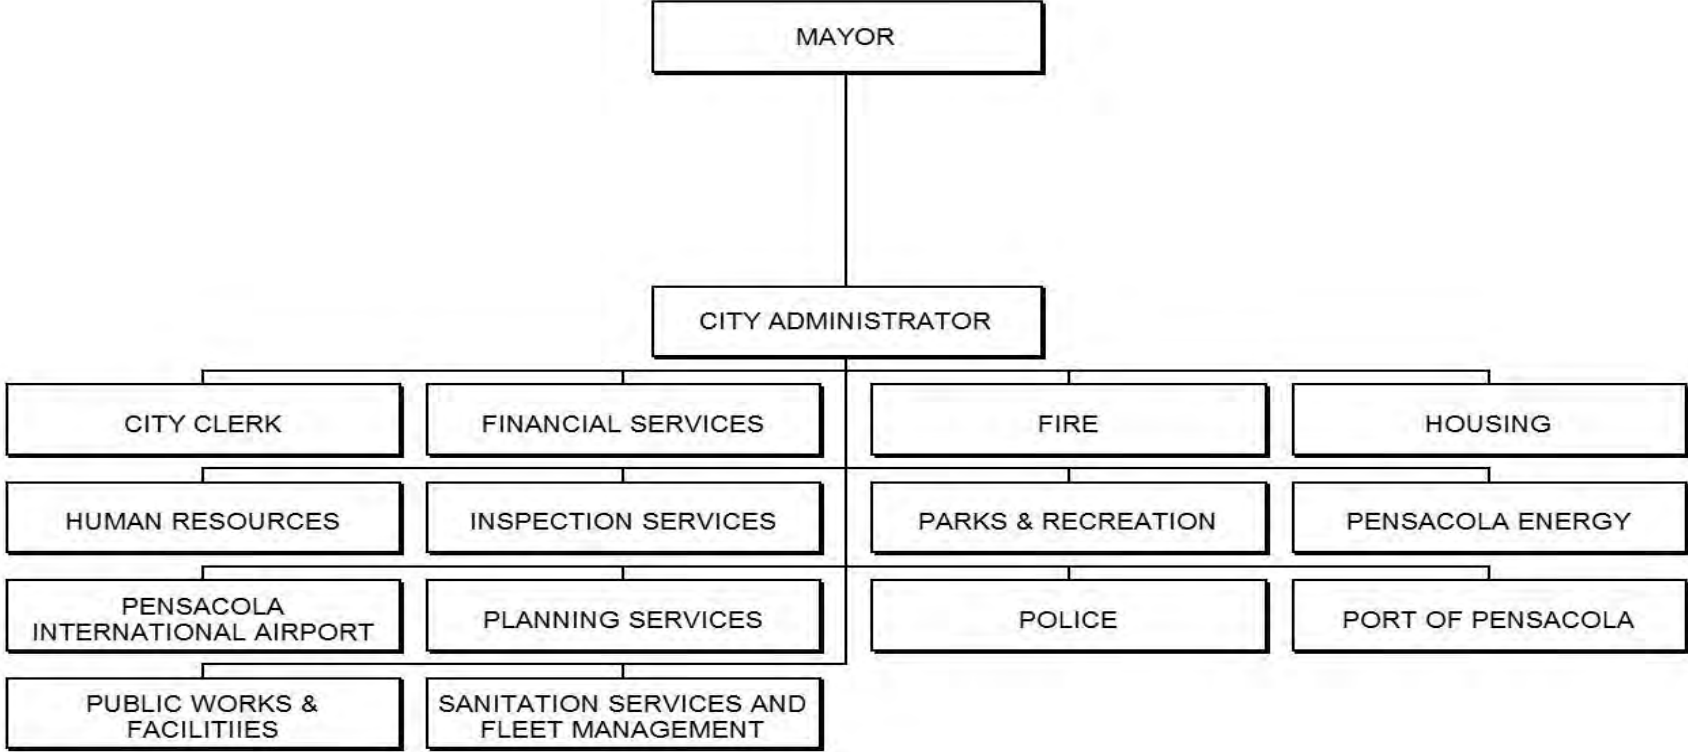 MAYOR
CITY ADMINISTRATOR
CITY CLERK
FINANCIAL SERVICES
FIRE
HOUSING
HUMAN RESOURCES
INSPECTION SERVICES
PARKS & RECREATION
PENSACOLA ENERGY
PENSACOLA
INTERNATIONAL AIRPORT
PLANNING SERVICES
POLICE
PORT OF PENSACOLA
PUBLIC WORKS &
FACILITIIES
SANITATION SERVICES AND
FLEET MANAGEMENT